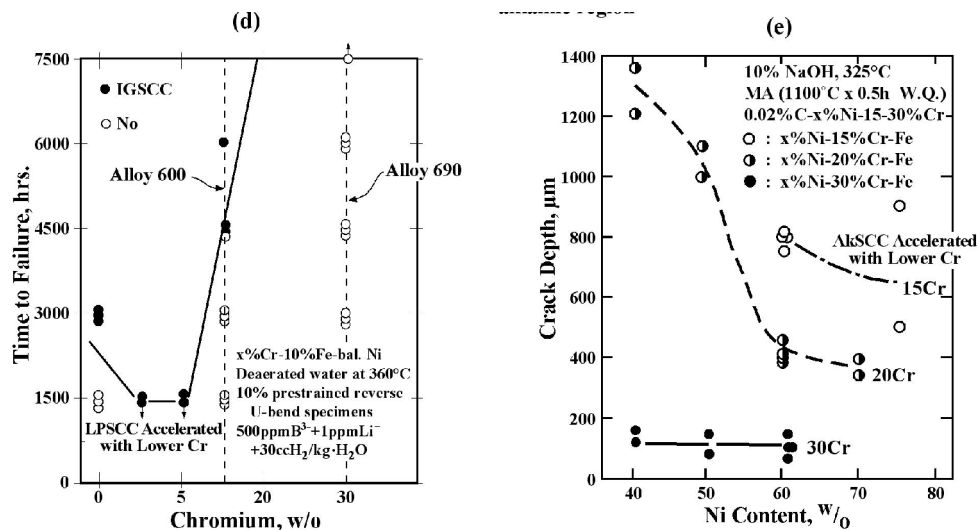 (d)
7500
6000
4500
3000
1500
0
Time to Failure, hrs.
IGSCC
No
Alloy 600
Alloy 690
x%Cr-10%Fe-bal. Ni
Deaerated water at 360°C
10% prestrained reverse
U-bend specimens
500ppmB³⁺+1ppmLi⁻
+30ccH₂/kg·H₂O
LPSCC Accelerated
with Lower Cr
0 5 20 30
Chromium, w/o
region
(e)
1400
1200
1000
800
600
400
200
0
Crack Depth, µm
10% NaOH, 325°C
MA (1100°C x 0.5h W.Q.)
0.02%C-x%Ni-15-30%Cr
: x%Ni-15%Cr-Fe
: x%Ni-20%Cr-Fe
: x%Ni-30%Cr-Fe
AkSCC Accelerated
with Lower Cr
15Cr
20Cr
30Cr
40 50 60 70 80
Ni Content, w/o